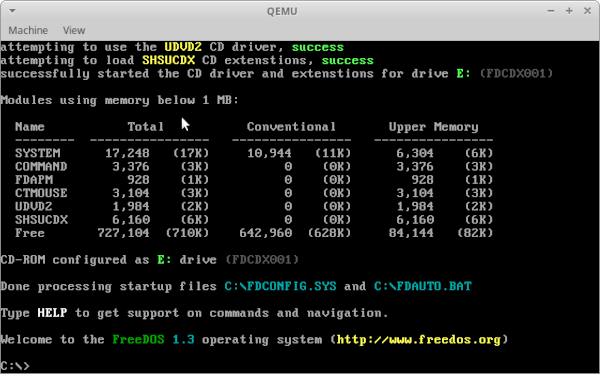 QEMU
Machine View
attempting to use the UDVD2 CD driver, success
attempting to load SHSUCDX CD extenstions, success
successfully started the CD driver and extenstions for drive E: (FDCDX001)
Modules using memory below 1 MB:
Name Total Conventional Upper Memory
-------- ---------------- ---------------- ----------------
SYSTEM 17,248 (17K) 10,944 (11K) 6,304 (6K)
COMMAND 3,376 (3K) 0 (0K) 3,376 (3K)
FDAPM 928 (1K) 0 (0K) 928 (1K)
CTMOUSE 3,104 (3K) 0 (0K) 3,104 (3K)
UDVD2 1,984 (2K) 0 (0K) 1,984 (2K)
SHSUCDX 6,160 (6K) 0 (0K) 6,160 (6K)
Free 727,104 (710K) 642,960 (628K) 84,144 (82K)
CD-ROM configured as E: drive (FDCDX001)
Done processing startup files C:\FDCONFIG.SYS and C:\FDAUTO.BAT
Type HELP to get support on commands and navigation.
Welcome to the FreeDOS 1.3 operating system (http://www.freedos.org)
C:\>